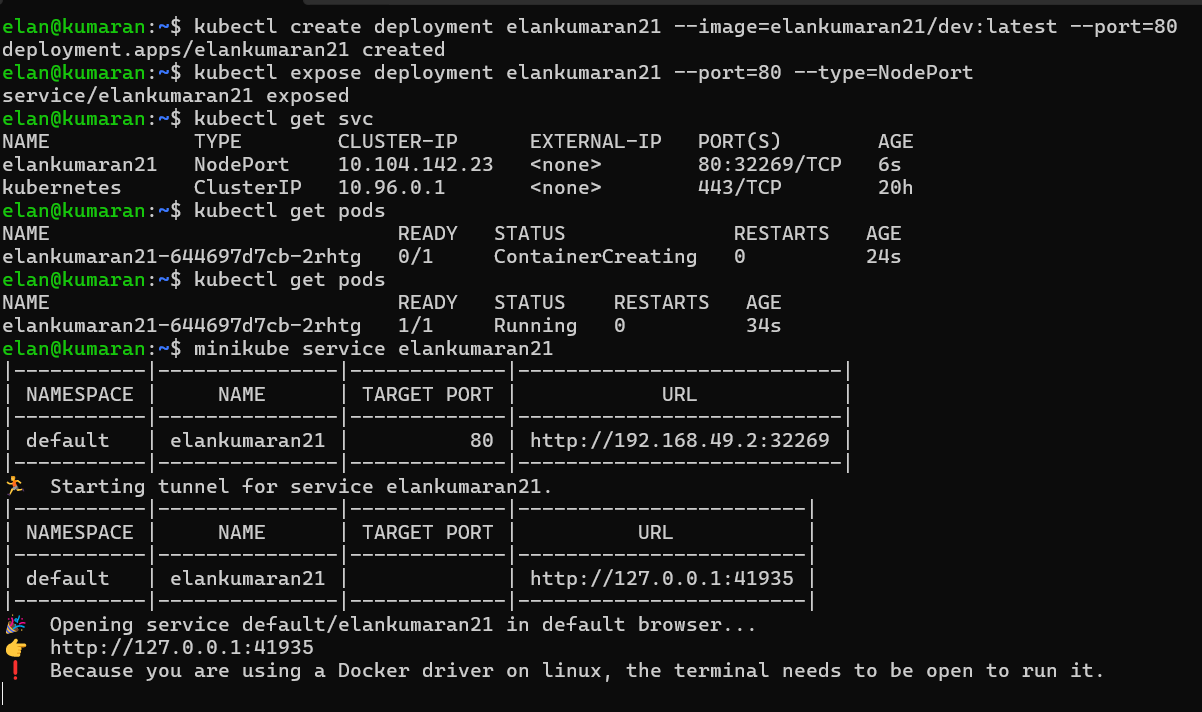 elan@kumaran:~$ kubectl create deployment elankumaran21 --image=elankumaran21/dev:latest --port=80
deployment.apps/elankumaran21 created
elan@kumaran:~$ kubectl expose deployment elankumaran21 --port=80 --type=NodePort
service/elankumaran21 exposed
elan@kumaran:~$ kubectl get svc
NAME            TYPE        CLUSTER-IP      EXTERNAL-IP   PORT(S)        AGE
elankumaran21   NodePort    10.104.142.23   <none>        80:32269/TCP   6s
kubernetes      ClusterIP   10.96.0.1       <none>        443/TCP        20h
elan@kumaran:~$ kubectl get pods
NAME                             READY   STATUS              RESTARTS   AGE
elankumaran21-644697d7cb-2rhtg   0/1     ContainerCreating   0          24s
elan@kumaran:~$ kubectl get pods
NAME                             READY   STATUS    RESTARTS   AGE
elankumaran21-644697d7cb-2rhtg   1/1     Running   0          34s
elan@kumaran:~$ minikube service elankumaran21
|-----------|---------------|-------------|---------------------------|
| NAMESPACE |     NAME      | TARGET PORT |            URL            |
|-----------|---------------|-------------|---------------------------|
| default   | elankumaran21 |          80 | http://192.168.49.2:32269 |
|-----------|---------------|-------------|---------------------------|
🏃  Starting tunnel for service elankumaran21.
|-----------|---------------|-------------|------------------------|
| NAMESPACE |     NAME      | TARGET PORT |          URL           |
|-----------|---------------|-------------|------------------------|
| default   | elankumaran21 |             | http://127.0.0.1:41935 |
|-----------|---------------|-------------|------------------------|
🎉  Opening service default/elankumaran21 in default browser...
👉  http://127.0.0.1:41935
❗  Because you are using a Docker driver on linux, the terminal needs to be open to run it.